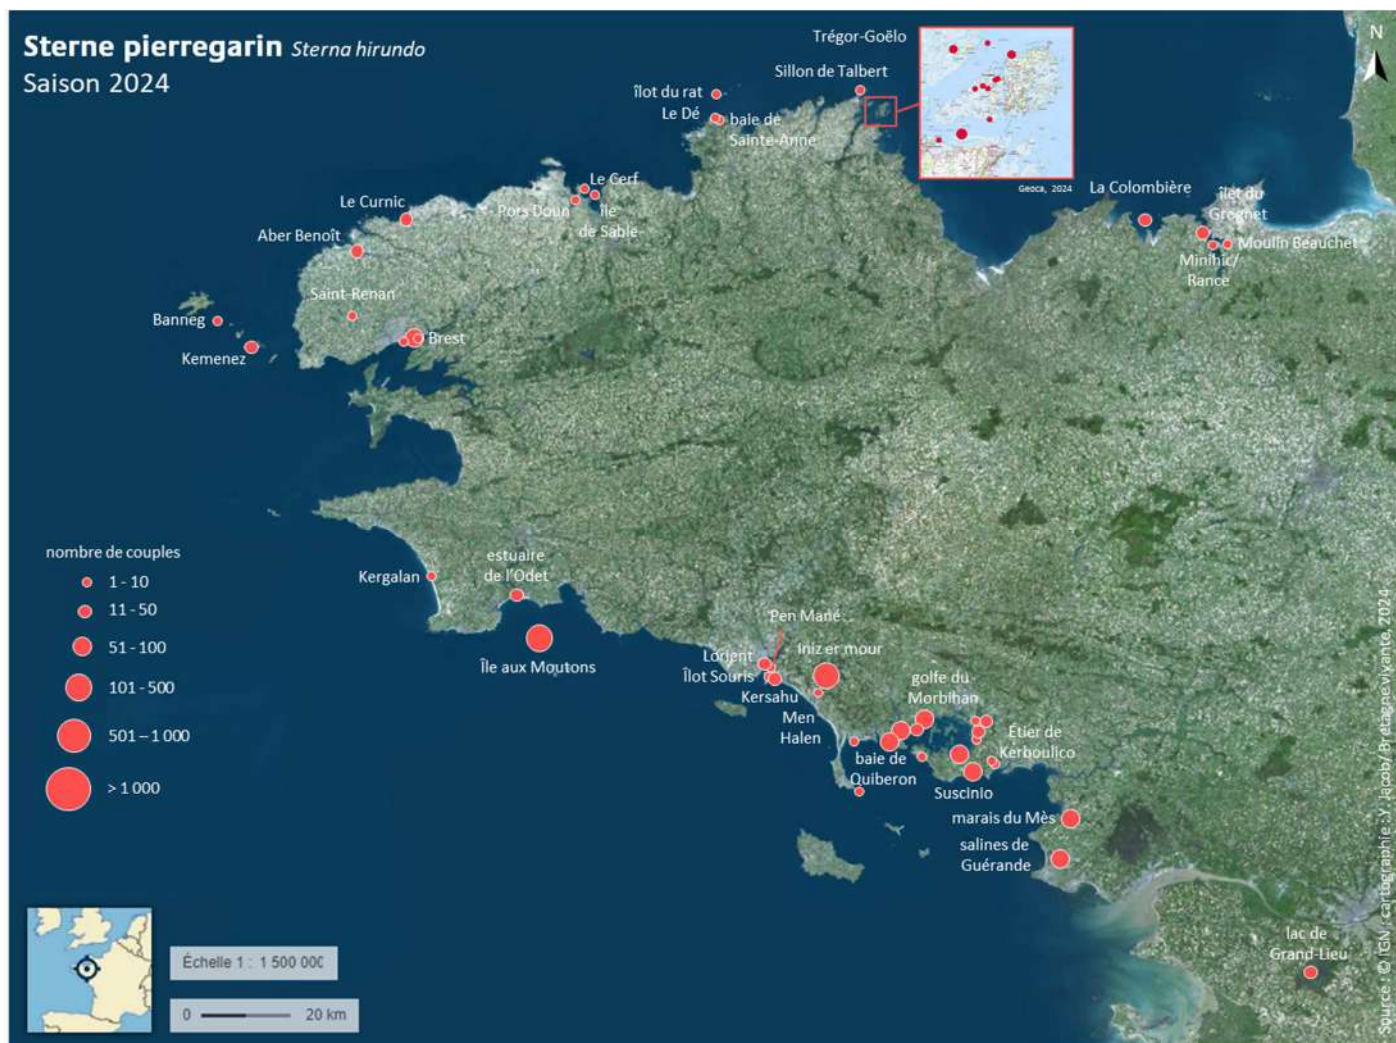 Sterne pierregarin Sterna hirundo
Saison 2024
N
Trégor-Goëlo
Sillon de Talbert
îlot du rat
Le Dé
baie de
Sainte-Anne
Geoca, 2024
Le Cerf
Pors Doun
île
de Sable
Le Curnic
Aber Benoît
La Colombière
îlet du
Grognet
Moulin Beauchet
Minihic/
Rance
Saint-Renan
Banneg
Brest
Kemenez
nombre de couples
1 - 10
11 - 50
51 - 100
101 - 500
501 – 1 000
> 1 000
Kergalan
estuaire
de l'Odet
Île aux Moutons
Pen Mané
Lorient
Îlot Souris
Iniz er mour
Kersahu
Men
Halen
golfe du
Morbihan
Étier de
Kerboulico
baie de
Quiberon
Suscinio
marais du Mès
salines de
Guérande
lac de
Grand-Lieu
Échelle 1 : 1 500 000
0 20 km
Source : © IGN ; cartographie : Y. Jacob/ Bretagne vivante 2024